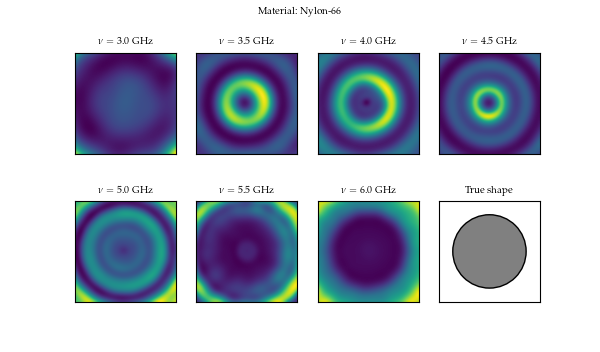 Material: Nylon-66
ν = 3.0 GHz
ν = 3.5 GHz
ν = 4.0 GHz
ν = 4.5 GHz
ν = 5.0 GHz
ν = 5.5 GHz
ν = 6.0 GHz
True shape